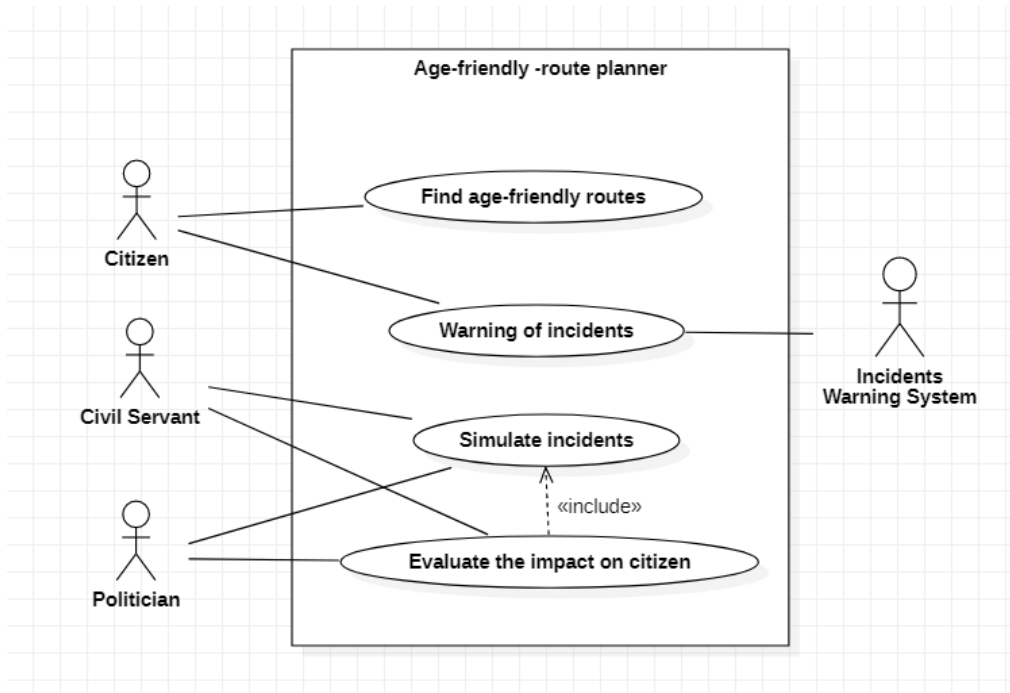 Age-friendly -route planner
Find age-friendly routes
Citizen
Warning of incidents
Incidents
Warning System
Civil Servant
Simulate incidents
«include»
Evaluate the impact on citizen
Politician